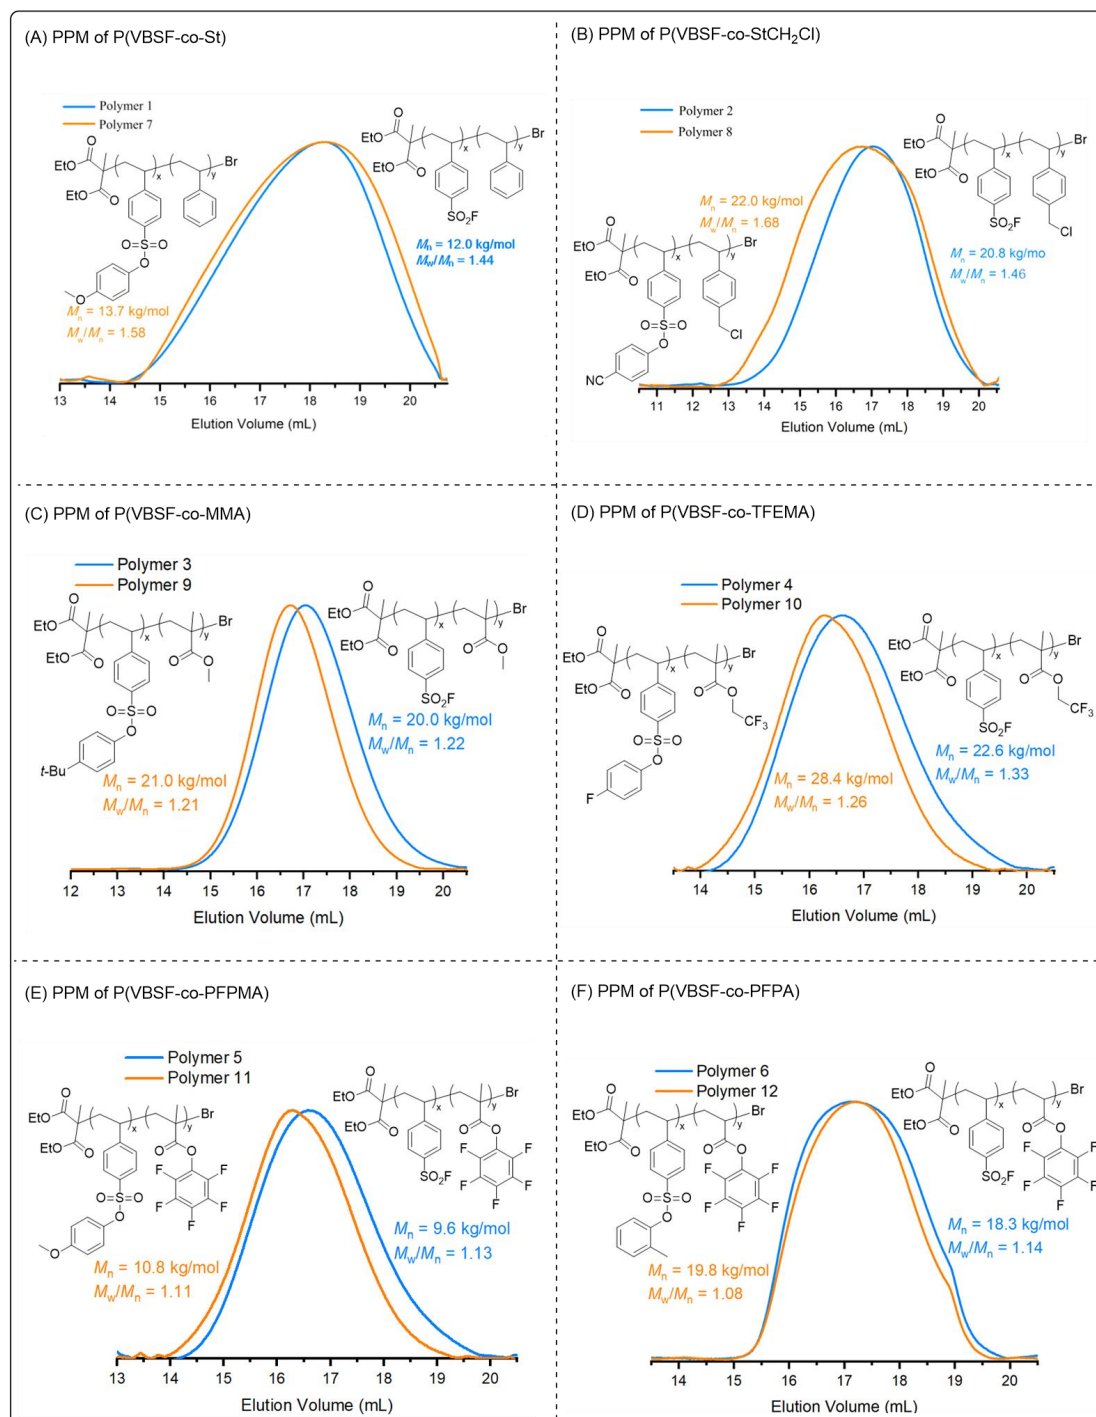 (A) PPM of P(VBSF-co-St)
Polymer 1
Polymer 7
EtO
O
EtO
O
x
y
Br
O
S
O
O
O
Mn = 13.7 kg/mol
Mw/Mn = 1.58
EtO
O
EtO
O
x
y
Br
SO2F
Mn = 12.0 kg/mol
Mw/Mn = 1.44
13 14 15 16 17 18 19 20
Elution Volume (mL)
(B) PPM of P(VBSF-co-StCH2Cl)
Polymer 2
Polymer 8
EtO
O
EtO
O
x
y
Br
O
S
O
O
NC
Cl
Mn = 22.0 kg/mol
Mw/Mn = 1.68
EtO
O
EtO
O
x
y
Br
SO2F
Cl
Mn = 20.8 kg/mo
Mw/Mn = 1.46
11 12 13 14 15 16 17 18 19 20
Elution Volume (mL)
(C) PPM of P(VBSF-co-MMA)
Polymer 3
Polymer 9
EtO
O
EtO
O
x
y
Br
O
O
O
S
O
O
t-Bu
Mn = 21.0 kg/mol
Mw/Mn = 1.21
EtO
O
EtO
O
x
y
Br
O
O
SO2F
Mn = 20.0 kg/mol
Mw/Mn = 1.22
12 13 14 15 16 17 18 19 20
Elution Volume (mL)
(D) PPM of P(VBSF-co-TFEMA)
Polymer 4
Polymer 10
EtO
O
EtO
O
x
y
Br
O
O
CF3
O
S
O
O
F
Mn = 28.4 kg/mol
Mw/Mn = 1.26
EtO
O
EtO
O
x
y
Br
O
O
CF3
SO2F
Mn = 22.6 kg/mol
Mw/Mn = 1.33
14 15 16 17 18 19 20
Elution Volume (mL)
(E) PPM of P(VBSF-co-PFPMA)
Polymer 5
Polymer 11
EtO
O
EtO
O
x
y
Br
O
O
F
F
F
F
F
O
S
O
O
O
Mn = 10.8 kg/mol
Mw/Mn = 1.11
EtO
O
EtO
O
x
y
Br
O
O
F
F
F
F
F
SO2F
Mn = 9.6 kg/mol
Mw/Mn = 1.13
13 14 15 16 17 18 19 20
Elution Volume (mL)
(F) PPM of P(VBSF-co-PFPA)
Polymer 6
Polymer 12
EtO
O
EtO
O
x
y
Br
O
O
F
F
F
F
F
O
S
O
O
Mn = 19.8 kg/mol
Mw/Mn = 1.08
EtO
O
EtO
O
x
y
Br
O
O
F
F
F
F
F
SO2F
Mn = 18.3 kg/mol
Mw/Mn = 1.14
14 15 16 17 18 19 20
Elution Volume (mL)